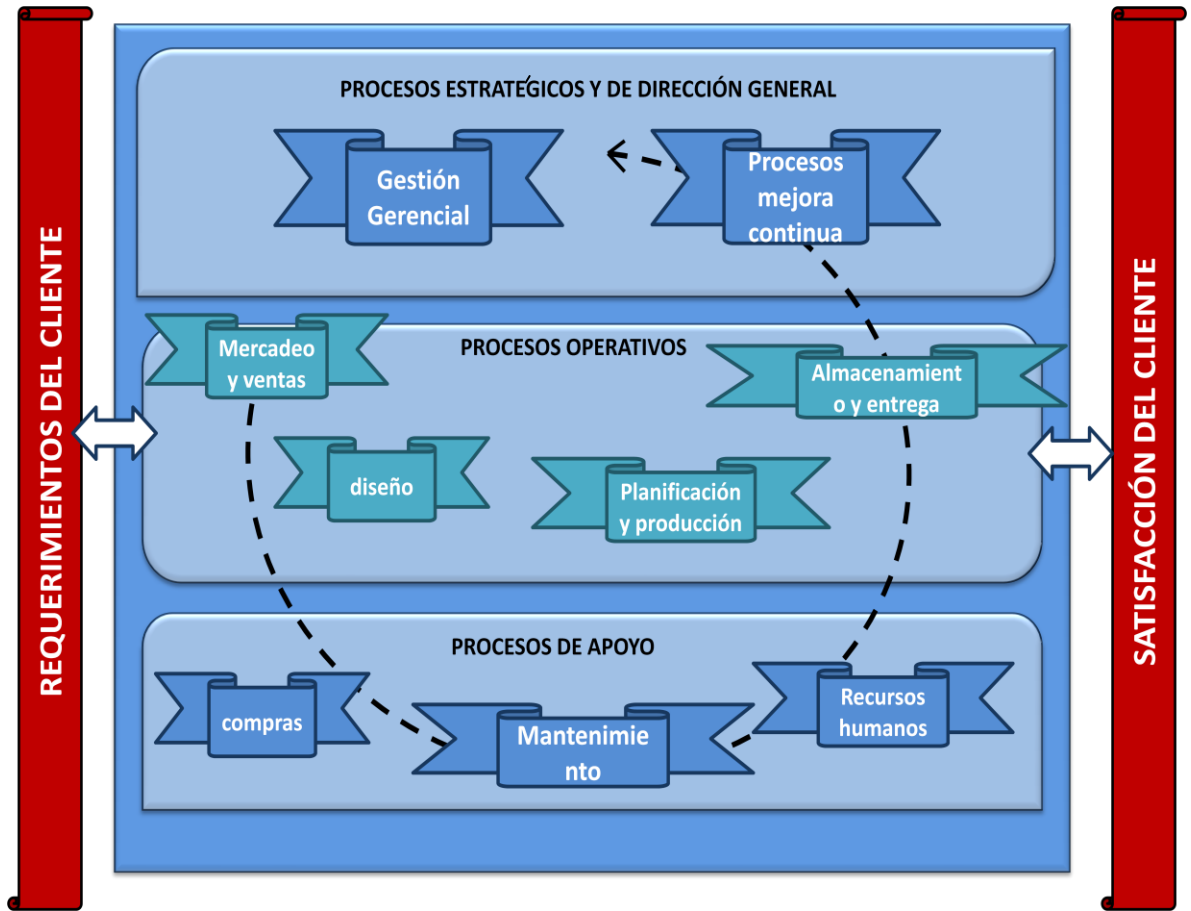 REQUERIMIENTOS DEL CLIENTE
PROCESOS ESTRATÉGICOS Y DE DIRECCIÓN GENERAL
Gestión
Gerencial
Procesos
mejora
continua
PROCESOS OPERATIVOS
Mercadeo
y ventas
Almacenamient
o y entrega
diseño
Planificación
y producción
PROCESOS DE APOYO
compras
Mantenimie
nto
Recursos
humanos
SATISFACCIÓN DEL CLIENTE